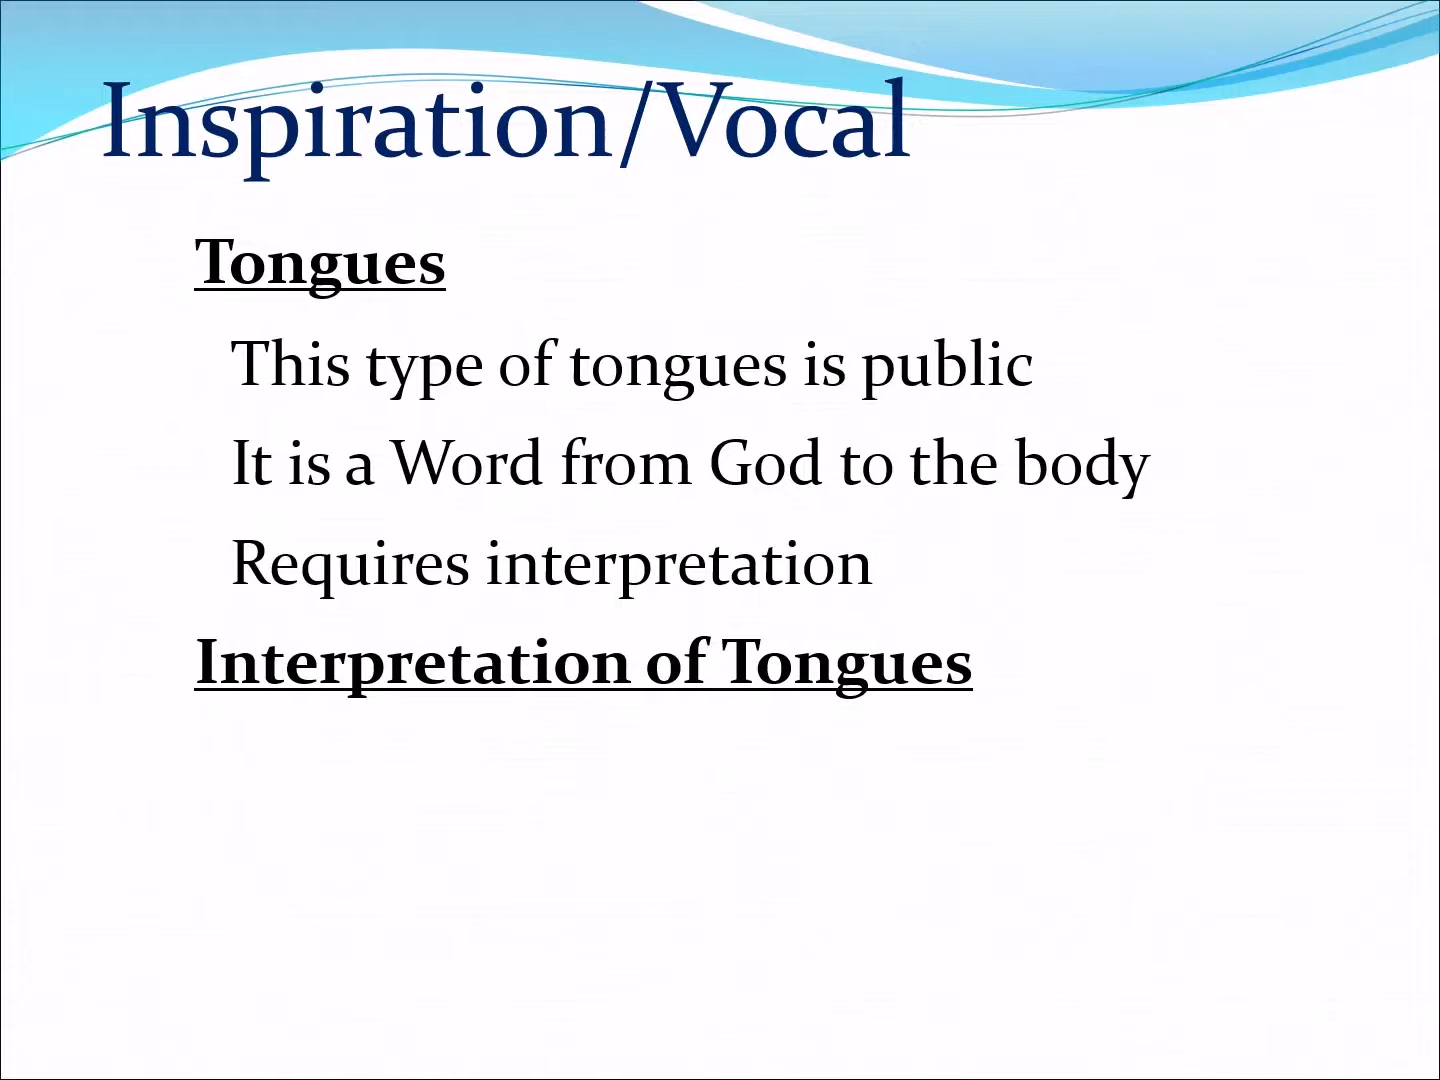 Inspiration/Vocal
Tongues
This type of tongues is public
It is a Word from God to the body
Requires interpretation
Interpretation of Tongues